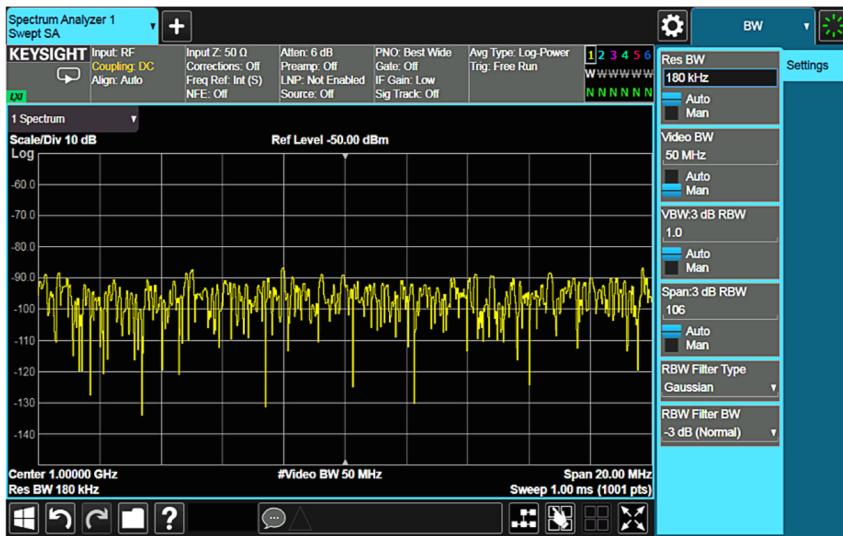 Spectrum Analyzer 1
Swept SA
BW
KEYSIGHT
Input: RF
Coupling: DC
Align: Auto
Input Z: 50 Ω
Corrections: Off
Freq Ref: Int (S)
NFE: Off
Atten: 6 dB
Preamp: Off
LNP: Not Enabled
Source: Off
PNO: Best Wide
Gate: Off
IF Gain: Low
Sig Track: Off
Avg Type: Log-Power
Trig: Free Run
1 2 3 4 5 6
W W W W W W
N N N N N N
LXI
1 Spectrum
Scale/Div 10 dB
Ref Level -50.00 dBm
Log
-60.0
-70.0
-80.0
-90.0
-100
-110
-120
-130
-140
Center 1.00000 GHz
#Video BW 50 MHz
Span 20.00 MHz
Res BW 180 kHz
Sweep 1.00 ms (1001 pts)
Res BW
180 kHz
Auto
Man
Video BW
50 MHz
Auto
Man
VBW:3 dB RBW
1.0
Auto
Man
Span:3 dB RBW
106
Auto
Man
RBW Filter Type
Gaussian
RBW Filter BW
-3 dB (Normal)
Settings
?